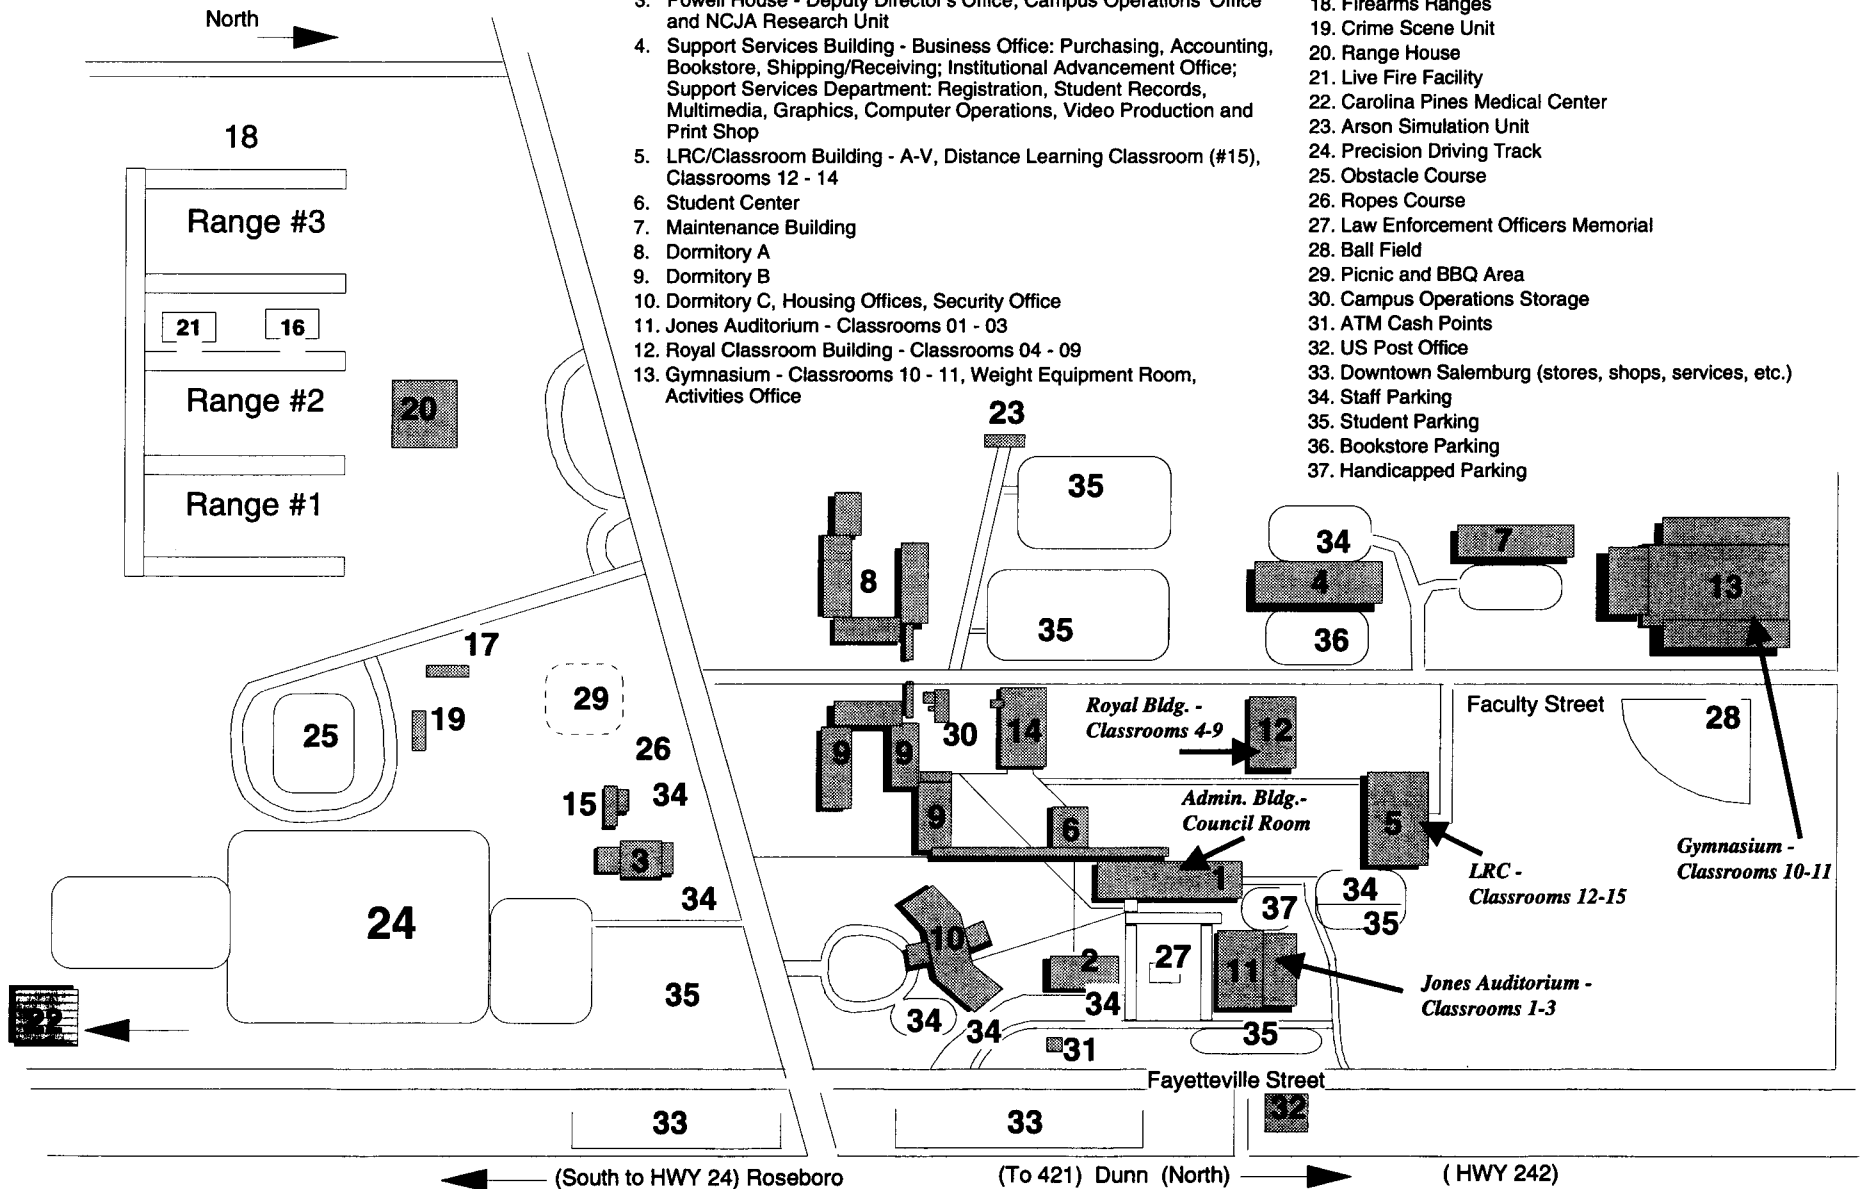 North
3. Powell House - Deputy Director's Office, Campus Operations' Office
and NCJA Research Unit
4. Support Services Building - Business Office: Purchasing, Accounting,
Bookstore, Shipping/Receiving; Institutional Advancement Office;
Support Services Department: Registration, Student Records,
Multimedia, Graphics, Computer Operations, Video Production and
Print Shop
5. LRC/Classroom Building - A-V, Distance Learning Classroom (#15),
Classrooms 12 - 14
6. Student Center
7. Maintenance Building
8. Dormitory A
9. Dormitory B
10. Dormitory C, Housing Offices, Security Office
11. Jones Auditorium - Classrooms 01 - 03
12. Royal Classroom Building - Classrooms 04 - 09
13. Gymnasium - Classrooms 10 - 11, Weight Equipment Room,
Activities Office
18. Firearms Ranges
19. Crime Scene Unit
20. Range House
21. Live Fire Facility
22. Carolina Pines Medical Center
23. Arson Simulation Unit
24. Precision Driving Track
25. Obstacle Course
26. Ropes Course
27. Law Enforcement Officers Memorial
28. Ball Field
29. Picnic and BBQ Area
30. Campus Operations Storage
31. ATM Cash Points
32. US Post Office
33. Downtown Salemburg (stores, shops, services, etc.)
34. Staff Parking
35. Student Parking
36. Bookstore Parking
37. Handicapped Parking
18
Range #3
21
16
Range #2
20
Range #1
23
35
8
35
34
4
36
7
13
17
19
25
29
26
15
34
3
34
24
35
22
9
9
9
30
14
Royal Bldg. -
Classrooms 4-9
12
Faculty Street
28
6
Admin. Bldg.-
Council Room
1
5
LRC -
Classrooms 12-15
Gymnasium -
Classrooms 10-11
34
35
37
10
2
27
11
Jones Auditorium -
Classrooms 1-3
34
34
34
31
35
Fayetteville Street
32
33
33
(South to HWY 24) Roseboro
(To 421) Dunn (North)
( HWY 242)